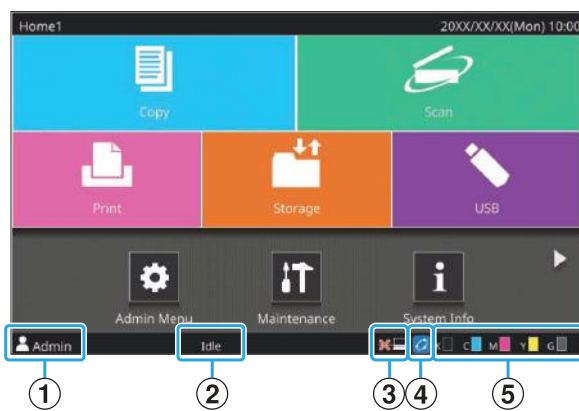 Home1 20XX/XX/XX(Mon) 10:00
Copy Scan
Print Storage USB
Admin Menu Maintenance System Info
Admin Idle K C M Y G
① ② ③ ④ ⑤